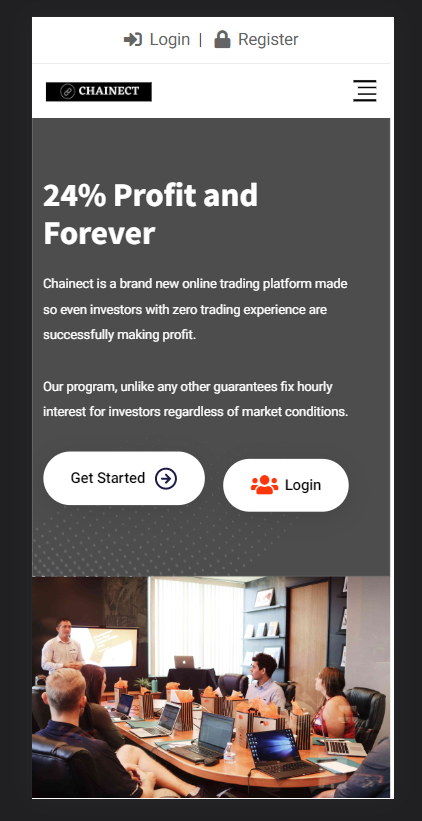 Login | Register
CHAINECT
24% Profit and
Forever
Chainect is a brand new online trading platform made
so even investors with zero trading experience are
successfully making profit.
Our program, unlike any other guarantees fix hourly
interest for investors regardless of market conditions.
Get Started
Login